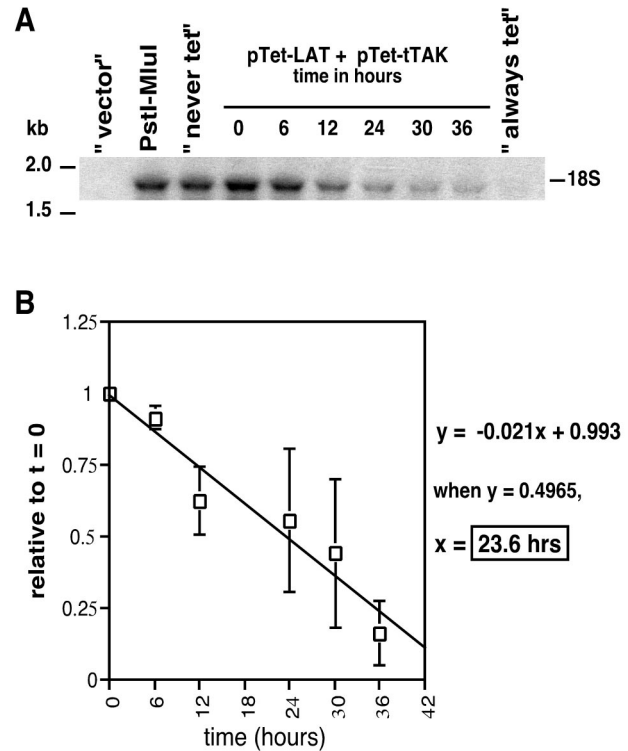 A
"vector"
PstI-MluI
"never tet"
pTet-LAT + pTet-tTAK
time in hours
"always tet"
kb
0 6 12 24 30 36
2.0
18S
1.5
B
1.25
1
0.75
0.5
0.25
0
relative to t = 0
0 6 12 18 24 30 36 42
time (hours)
y = -0.021x + 0.993
when y = 0.4965,
x = 23.6 hrs